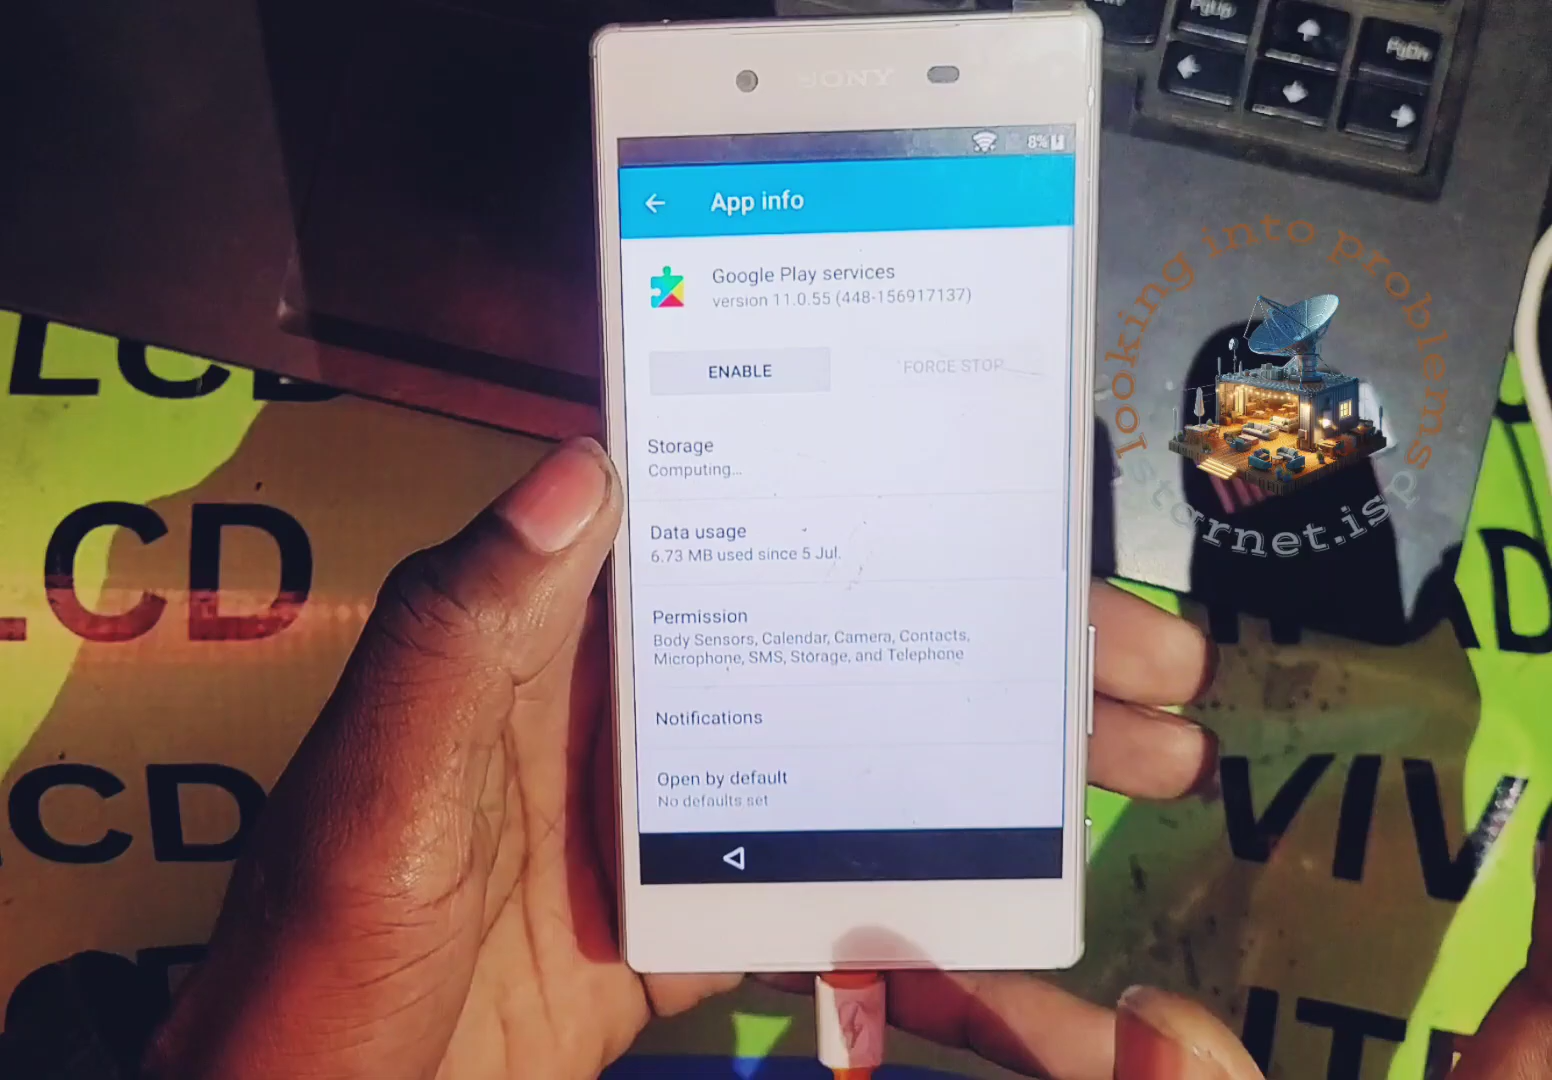 PgUp
PgDn
SONY
8%
App info
Google Play services
version 11.0.55 (448-156917137)
ENABLE
FORCE STOP
Storage
Computing...
Data usage
6.73 MB used since 5 Jul.
Permission
Body Sensors, Calendar, Camera, Contacts,
Microphone, SMS, Storage, and Telephone
Notifications
Open by default
No defaults set
looking into problems
starnet.isp
LCD
LCD
CD
VIV